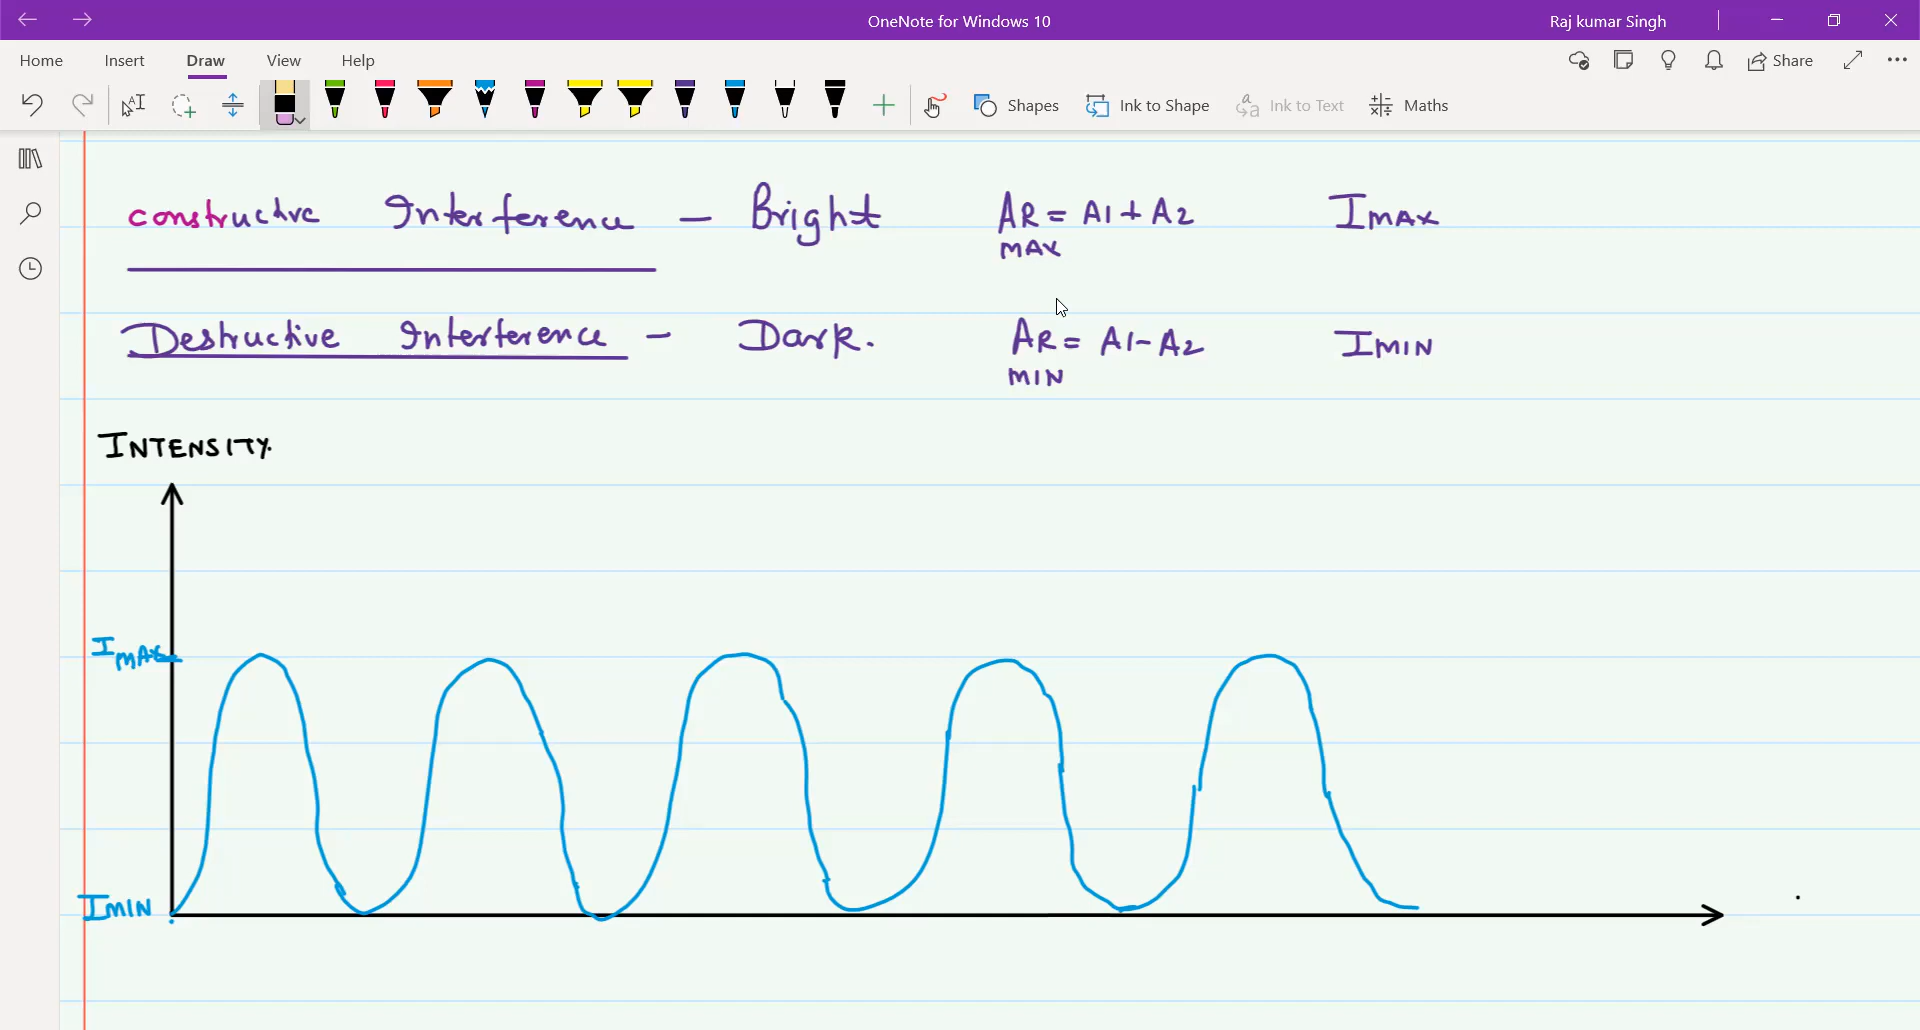 OneNote for Windows 10
Raj kumar Singh
Home Insert Draw View Help
Share
Shapes Ink to Shape Ink to Text Maths
constructive Interference - Bright AR = A1 + A2 IMAX
MAX
Destructive Interference - Dark. AR = A1 - A2 IMIN
MIN
INTENSITY.
IMAX
IMIN